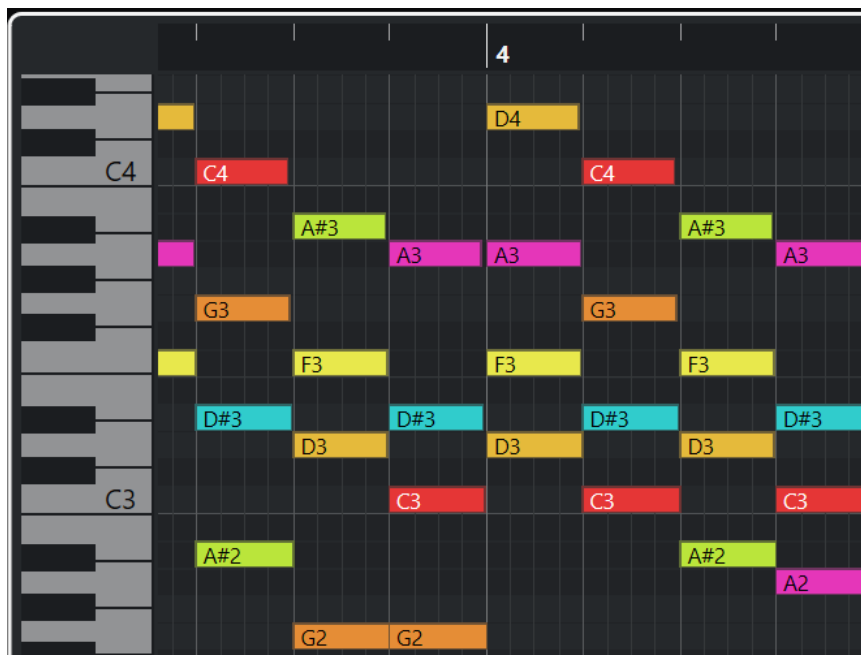 4
D4
C4 C4 C4
A#3 A#3
A3 A3 A3
G3 G3
F3 F3 F3
D#3 D#3 D#3 D#3
D3 D3 D3
C3 C3 C3 C3
A#2 A#2
A2
G2 G2